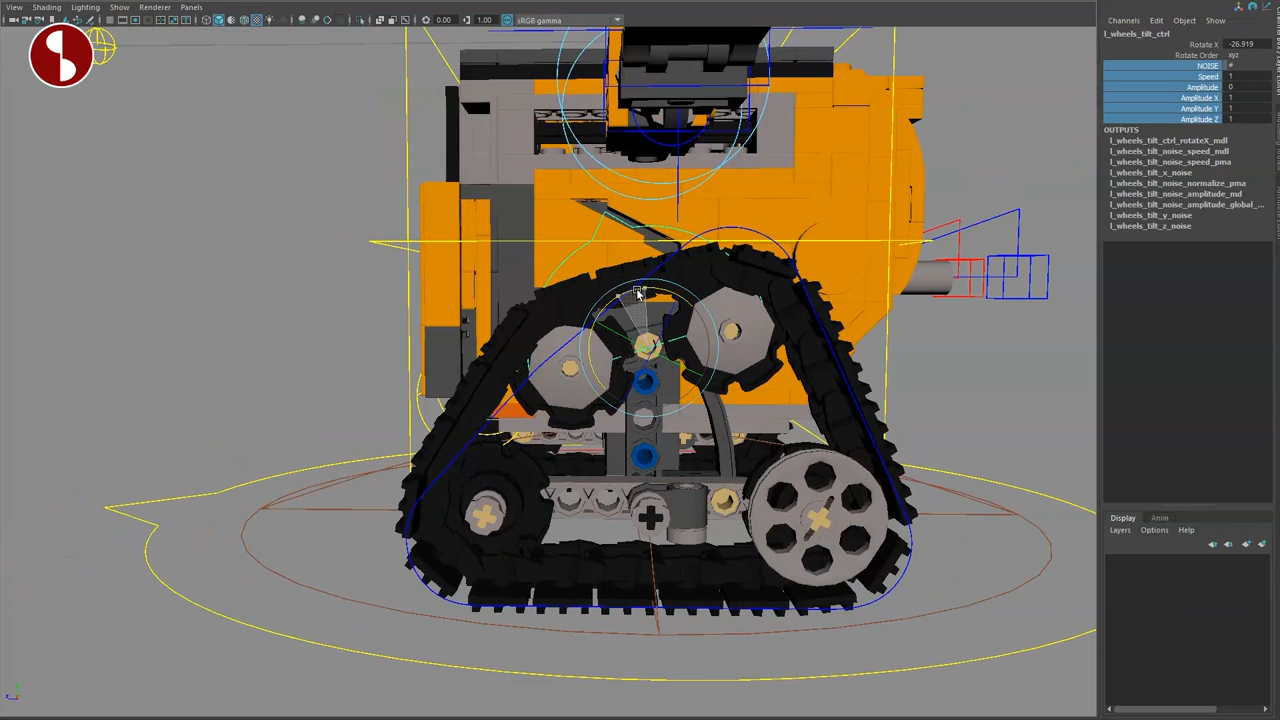 View Shading Lighting Show Renderer Panels
0.00 1.00 sRGB gamma
Channels Edit Object Show
l_wheels_tilt_ctrl
Rotate X -26.919
Rotate Order xyz
NOISE #
Speed 1
Amplitude 0
Amplitude X 1
Amplitude Y 1
Amplitude Z 1
OUTPUTS
l_wheels_tilt_ctrl_rotateX_mdl
l_wheels_tilt_noise_speed_mdl
l_wheels_tilt_noise_speed_pma
l_wheels_tilt_x_noise
l_wheels_tilt_noise_normalize_pma
l_wheels_tilt_noise_amplitude_md
l_wheels_tilt_noise_amplitude_global_...
l_wheels_tilt_y_noise
l_wheels_tilt_z_noise
Display Anim
Layers Options Help